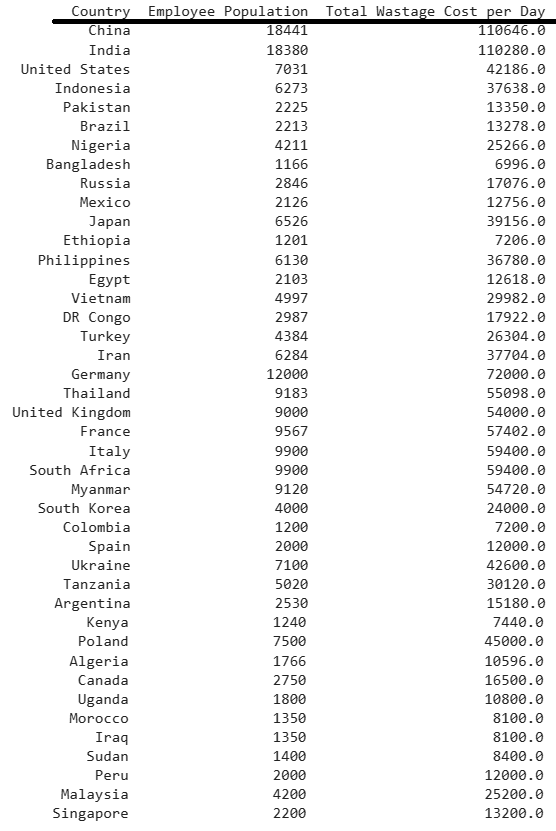 Country Employee Population Total Wastage Cost per Day
China 18441 110646.0
India 18380 110280.0
United States 7031 42186.0
Indonesia 6273 37638.0
Pakistan 2225 13350.0
Brazil 2213 13278.0
Nigeria 4211 25266.0
Bangladesh 1166 6996.0
Russia 2846 17076.0
Mexico 2126 12756.0
Japan 6526 39156.0
Ethiopia 1201 7206.0
Philippines 6130 36780.0
Egypt 2103 12618.0
Vietnam 4997 29982.0
DR Congo 2987 17922.0
Turkey 4384 26304.0
Iran 6284 37704.0
Germany 12000 72000.0
Thailand 9183 55098.0
United Kingdom 9000 54000.0
France 9567 57402.0
Italy 9900 59400.0
South Africa 9900 59400.0
Myanmar 9120 54720.0
South Korea 4000 24000.0
Colombia 1200 7200.0
Spain 2000 12000.0
Ukraine 7100 42600.0
Tanzania 5020 30120.0
Argentina 2530 15180.0
Kenya 1240 7440.0
Poland 7500 45000.0
Algeria 1766 10596.0
Canada 2750 16500.0
Uganda 1800 10800.0
Morocco 1350 8100.0
Iraq 1350 8100.0
Sudan 1400 8400.0
Peru 2000 12000.0
Malaysia 4200 25200.0
Singapore 2200 13200.0